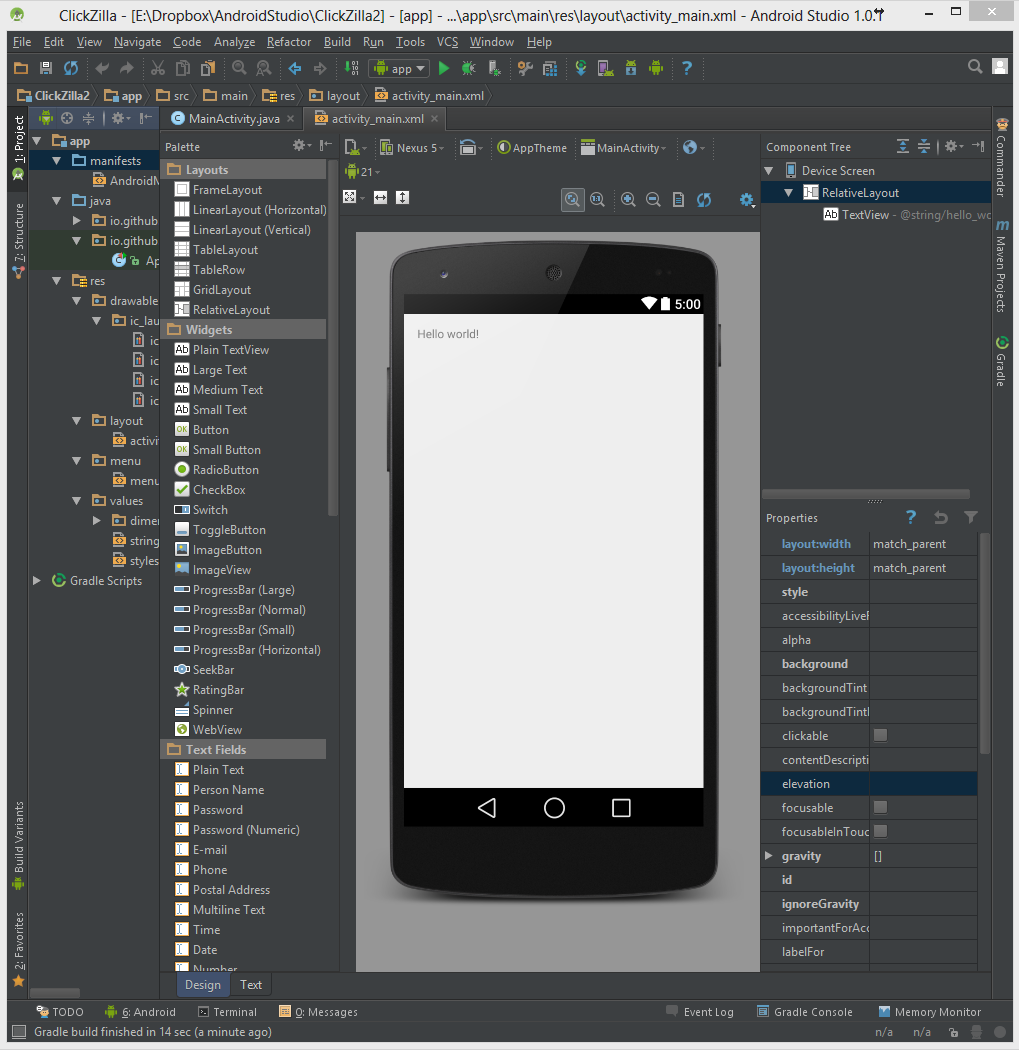 ClickZilla - [E:\Dropbox\AndroidStudio\ClickZilla2] - [app] - ...\app\src\main\res\layout\activity_main.xml - Android Studio 1.0.1
File Edit View Navigate Code Analyze Refactor Build Run Tools VCS Window Help
app
ClickZilla2 app src main res layout activity_main.xml
1: Project
7: Structure
Build Variants
2: Favorites
app
manifests
AndroidM
java
io.github
io.github
Ap
res
drawable
ic_lau
ic
ic
ic
ic
layout
activi
menu
menu
values
dimen
string
styles
Gradle Scripts
MainActivity.java activity_main.xml
Palette
Layouts
FrameLayout
LinearLayout (Horizontal)
LinearLayout (Vertical)
TableLayout
TableRow
GridLayout
RelativeLayout
Widgets
Plain TextView
Large Text
Medium Text
Small Text
Button
Small Button
RadioButton
CheckBox
Switch
ToggleButton
ImageButton
ImageView
ProgressBar (Large)
ProgressBar (Normal)
ProgressBar (Small)
ProgressBar (Horizontal)
SeekBar
RatingBar
Spinner
WebView
Text Fields
Plain Text
Person Name
Password
Password (Numeric)
E-mail
Phone
Postal Address
Multiline Text
Time
Date
Number
Design Text
Nexus 5 AppTheme MainActivity
21
5:00
Hello world!
Component Tree
Device Screen
RelativeLayout
Ab TextView - @string/hello_wo
Properties
layout:width match_parent
layout:height match_parent
style
accessibilityLiveR
alpha
background
backgroundTint
backgroundTintM
clickable
contentDescripti
elevation
focusable
focusableInTouc
gravity []
id
ignoreGravity
importantForAcc
labelFor
Commander
Maven Projects
Gradle
TODO 6: Android Terminal 0: Messages Event Log Gradle Console Memory Monitor
Gradle build finished in 14 sec (a minute ago) n/a n/a